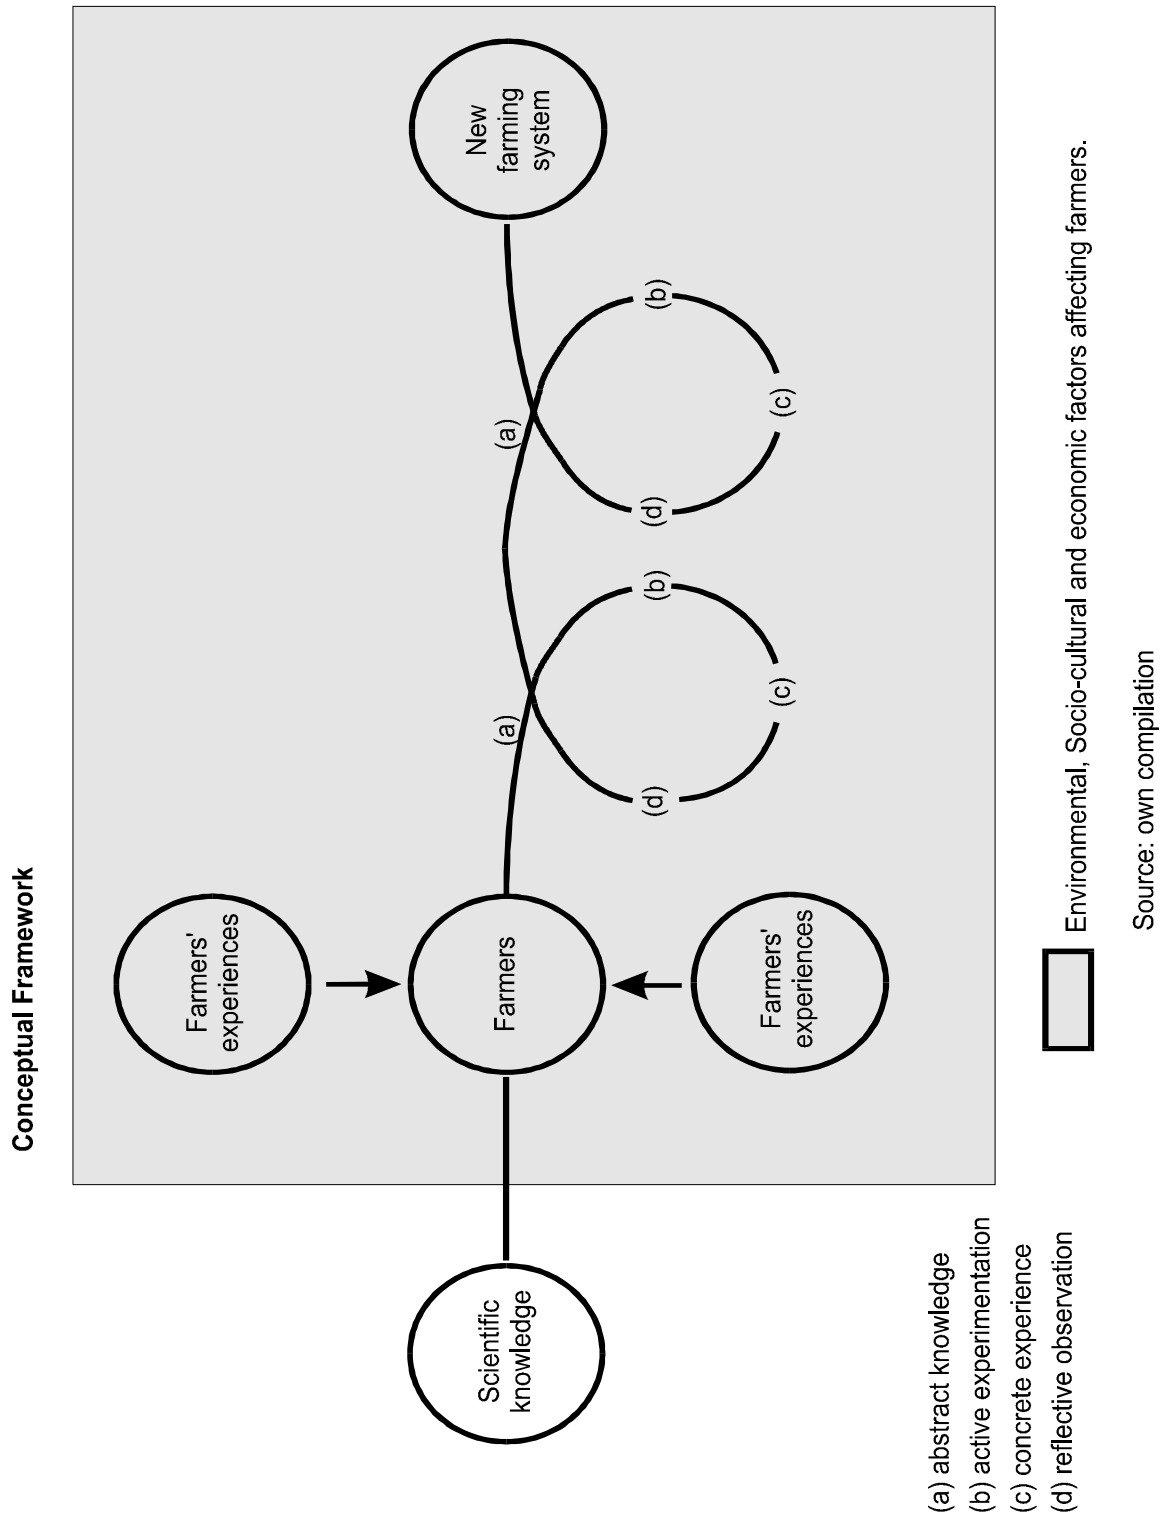 Conceptual Framework
Farmers'
experiences
Scientific
knowledge
Farmers
(a)
(a)
New
farming
system
(d)
(b)
(d)
(b)
(c)
(c)
Farmers'
experiences
(a) abstract knowledge
(b) active experimentation
(c) concrete experience
(d) reflective observation
Environmental, Socio-cultural and economic factors affecting farmers.
Source: own compilation